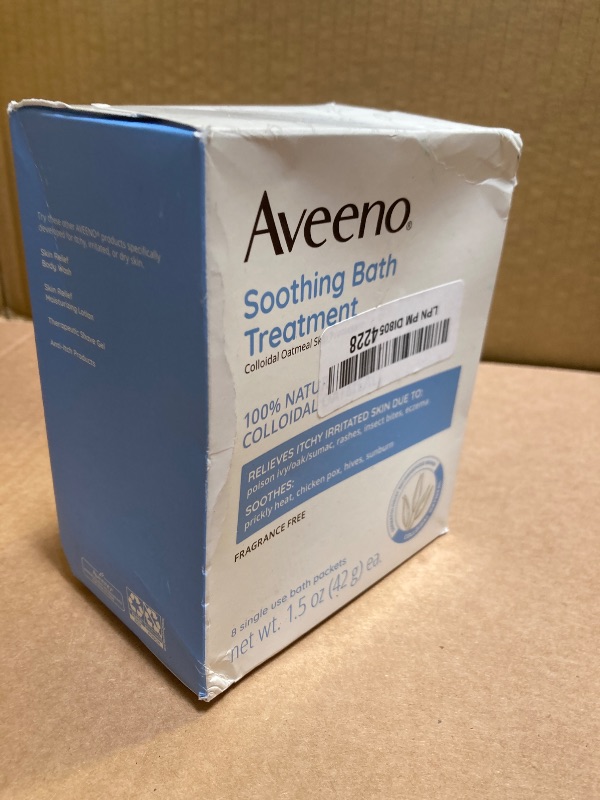 Try these other AVEENO® products specifically
developed for itchy, irritated, or dry skin.
Skin Relief
Body Wash
Skin Relief
Moisturizing Lotion
Therapeutic Shave Gel
Anti-Itch Products
Aveeno®
Soothing Bath
Treatment
Colloidal Oatmeal
LPN PM DI8054228
100% NATU
COLLOIDAL
RELIEVES ITCHY IRRITATED SKIN DUE TO:
poison ivy/oak/sumac, rashes, insect bites, eczema.
SOOTHES:
prickly heat, chicken pox, hives, sunburn
FRAGRANCE FREE
8 single use bath packets
net wt. 1.5 oz (42 g) ea.